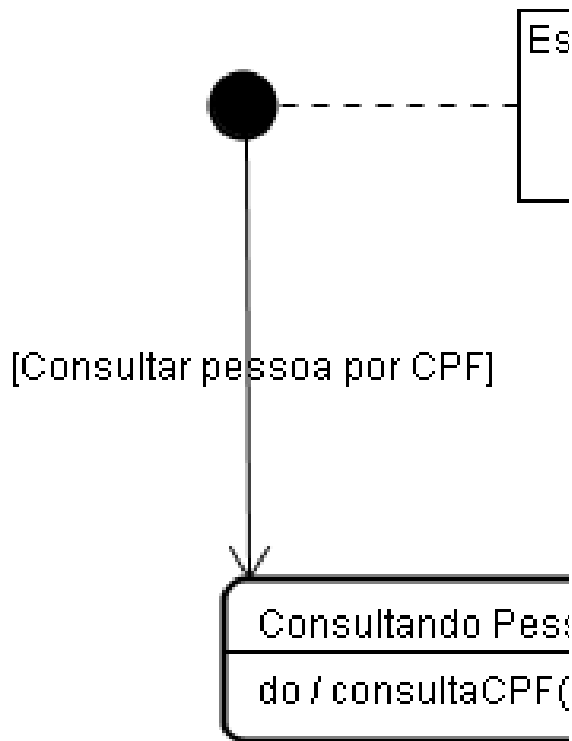 Es
[Consultar pessoa por CPF]
Consultando Pess
do / consultaCPF(